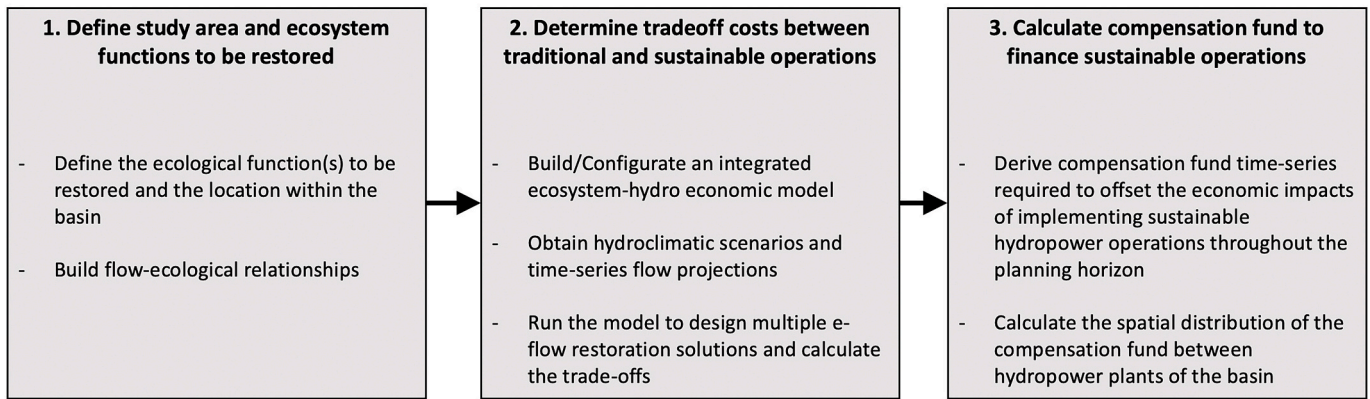 1. Define study area and ecosystem
functions to be restored
- Define the ecological function(s) to be
restored and the location within the
basin
- Build flow-ecological relationships
2. Determine tradeoff costs between
traditional and sustainable operations
- Build/Configurate an integrated
ecosystem-hydro economic model
- Obtain hydroclimatic scenarios and
time-series flow projections
- Run the model to design multiple e-
flow restoration solutions and calculate
the trade-offs
3. Calculate compensation fund to
finance sustainable operations
- Derive compensation fund time-series
required to offset the economic impacts
of implementing sustainable
hydropower operations throughout the
planning horizon
- Calculate the spatial distribution of the
compensation fund between
hydropower plants of the basin